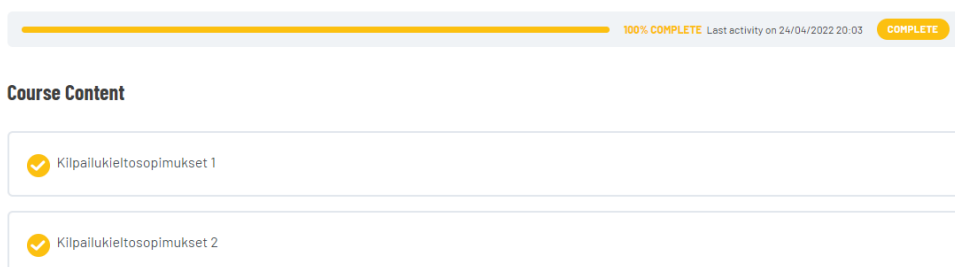 100% COMPLETE Last activity on 24/04/2022 20:03 COMPLETE
Course Content
Kilpailukieltosopimukset 1
Kilpailukieltosopimukset 2